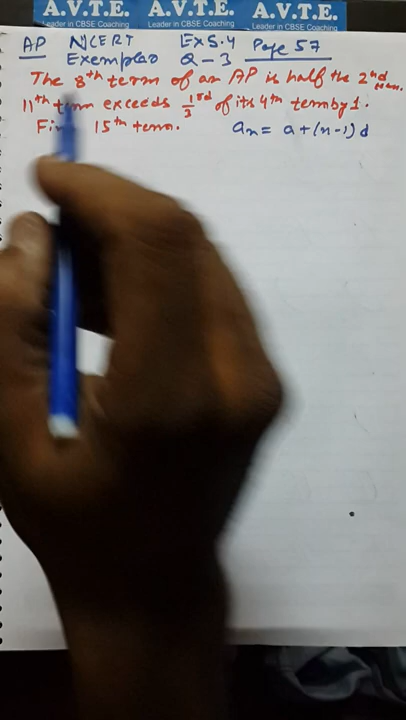 A.V.T.E. A.V.T.E. A.V.T.E.
Leader in CBSE Coaching Leader in CBSE Coaching Leader in CBSE Coaching
AP NCERT Ex 5.4 Page 57
Exemplar Q-3
The 8th term of an AP is half the 2nd term.
11th term exceeds 1/3rd of its 4th term by 1.
15th term. an = a + (n-1) d